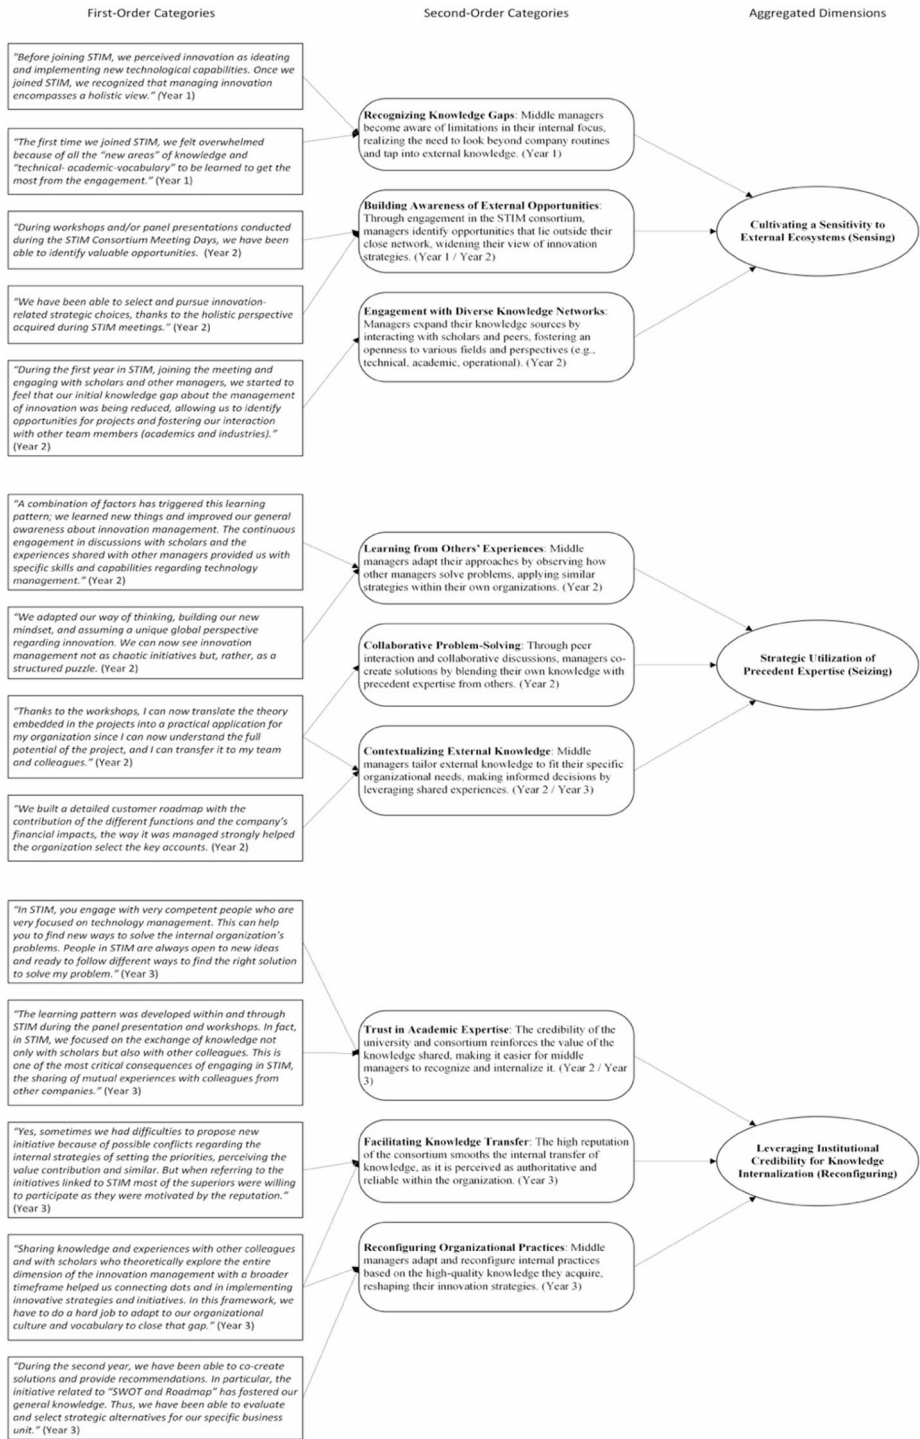 First-Order Categories
Second-Order Categories
Aggregated Dimensions
"Before joining STIM, we perceived innovation as ideating
and implementing new technological capabilities. Once we
joined STIM, we recognized that managing innovation
encompasses a holistic view." (Year 1)
"The first time we joined STIM, we felt overwhelmed
because of all the "new areas" of knowledge and
"technical- academic-vocabulary" to be learned to get the
most from the engagement." (Year 1)
"During workshops and/or panel presentations conducted
during the STIM Consortium Meeting Days, we have been
able to identify valuable opportunities. (Year 2)
"We have been able to select and pursue innovation-
related strategic choices, thanks to the holistic perspective
acquired during STIM meetings." (Year 2)
"During the first year in STIM, joining the meeting and
engaging with scholars and other managers, we started to
feel that our initial knowledge gap about the management
of innovation was being reduced, allowing us to identify
opportunities for projects and fostering our interaction
with other team members (academics and industries)."
(Year 2)
Recognizing Knowledge Gaps: Middle managers
become aware of limitations in their internal focus,
realizing the need to look beyond company routines
and tap into external knowledge. (Year 1)
Building Awareness of External Opportunities:
Through engagement in the STIM consortium,
managers identify opportunities that lie outside their
close network, widening their view of innovation
strategies. (Year 1 / Year 2)
Engagement with Diverse Knowledge Networks:
Managers expand their knowledge sources by
interacting with scholars and peers, fostering an
openness to various fields and perspectives (e.g.,
technical, academic, operational). (Year 2)
Cultivating a Sensitivity to
External Ecosystems (Sensing)
"A combination of factors has triggered this learning
pattern; we learned new things and improved our general
awareness about innovation management. The continuous
engagement in discussions with scholars and the
experiences shared with other managers provided us with
specific skills and capabilities regarding technology
management." (Year 2)
"We adapted our way of thinking, building our new
mindset, and assuming a unique global perspective
regarding innovation. We can now see innovation
management not as chaotic initiatives but, rather, as a
structured puzzle. (Year 2)
"Thanks to the workshops, I can now translate the theory
embedded in the projects into a practical application for
my organization since I can now understand the full
potential of the project, and I can transfer it to my team
and colleagues." (Year 2)
"We built a detailed customer roadmap with the
contribution of the different functions and the company's
financial impacts, the way it was managed strongly helped
the organization select the key accounts. (Year 2)
Learning from Others' Experiences: Middle
managers adapt their approaches by observing how
other managers solve problems, applying similar
strategies within their own organizations. (Year 2)
Collaborative Problem-Solving: Through peer
interaction and collaborative discussions, managers co-
create solutions by blending their own knowledge with
precedent expertise from others. (Year 2)
Contextualizing External Knowledge: Middle
managers tailor external knowledge to fit their specific
organizational needs, making informed decisions by
leveraging shared experiences. (Year 2 / Year 3)
Strategic Utilization of
Precedent Expertise (Seizing)
"In STIM, you engage with very competent people who are
very focused on technology management. This can help
you to find new ways to solve the internal organization's
problems. People in STIM are always open to new ideas
and ready to follow different ways to find the right solution
to solve my problem." (Year 3)
"The learning pattern was developed within and through
STIM during the panel presentation and workshops. In fact,
in STIM, we focused on the exchange of knowledge not
only with scholars but also with other colleagues. This is
one of the most critical consequences of engaging in STIM,
the sharing of mutual experiences with colleagues from
other companies." (Year 3)
"Yes, sometimes we had difficulties to propose new
initiative because of possible conflicts regarding the
internal strategies of setting the priorities, perceiving the
value contribution and similar. But when referring to the
initiatives linked to STIM most of the superiors were willing
to participate as they were motivated by the reputation."
(Year 3)
"Sharing knowledge and experiences with other colleagues
and with scholars who theoretically explore the entire
dimension of the innovation management with a broader
timeframe helped us connecting dots and in implementing
innovative strategies and initiatives. In this framework, we
have to do a hard job to adapt to our organizational
culture and vocabulary to close that gap." (Year 3)
"During the second year, we have been able to co-create
solutions and provide recommendations. In particular, the
initiative related to "SWOT and Roadmap" has fostered our
general knowledge. Thus, we have been able to evaluate
and select strategic alternatives for our specific business
unit." (Year 3)
Trust in Academic Expertise: The credibility of the
university and consortium reinforces the value of the
knowledge shared, making it easier for middle
managers to recognize and internalize it. (Year 2 / Year
3)
Facilitating Knowledge Transfer: The high reputation
of the consortium smooths the internal transfer of
knowledge, as it is perceived as authoritative and
reliable within the organization. (Year 3)
Reconfiguring Organizational Practices: Middle
managers adapt and reconfigure internal practices
based on the high-quality knowledge they acquire,
reshaping their innovation strategies. (Year 3)
Leveraging Institutional
Credibility for Knowledge
Internalization (Reconfiguring)